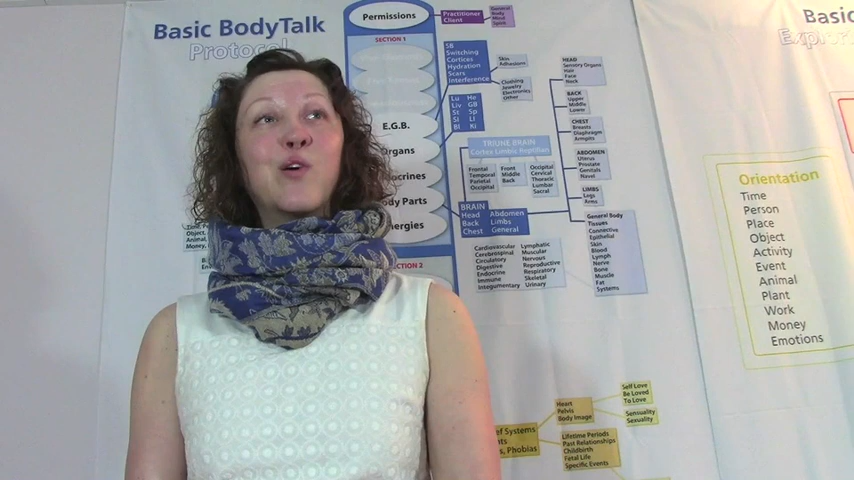 Basic BodyTalk
Protocol
Permissions
Practitioner
Client
General
Body
Mind
Spirit
SECTION 1
SB
Switching
Cortices
Hydration
Scars
Interference
Skin
Adhesions
Clothing
Jewelry
Electronics
Other
Lu He
Liv GB
St Sp
Si LI
Bl Ki
E.G.B.
TRIUNE BRAIN
Cortex Limbic Reptilian
Frontal
Temporal
Parietal
Occipital
Front
Middle
Back
Occipital
Cervical
Thoracic
Lumbar
Sacral
BRAIN
Head Abdomen
Back Limbs
Chest General
HEAD
Sensory Organs
Hair
Face
Neck
BACK
Upper
Middle
Lower
CHEST
Breasts
Diaphragm
Armpits
ABDOMEN
Uterus
Prostate
Genitals
Navel
LIMBS
Legs
Arms
General Body
Tissues
Connective
Epithelial
Skin
Blood
Lymph
Nerve
Bone
Muscle
Fat
Systems
Cardiovascular Lymphatic
Cerebrospinal Muscular
Circulatory Nervous
Digestive Reproductive
Endocrine Respiratory
Immune Skeletal
Integumentary Urinary
Heart
Pelvis
Body Image
Self Love
Be Loved
To Love
Sensuality
Sexuality
Lifetime Periods
Past Relationships
Childbirth
Fetal Life
Specific Events
Phobias
Basic
Orientation
Time
Person
Place
Object
Activity
Event
Animal
Plant
Work
Money
Emotions